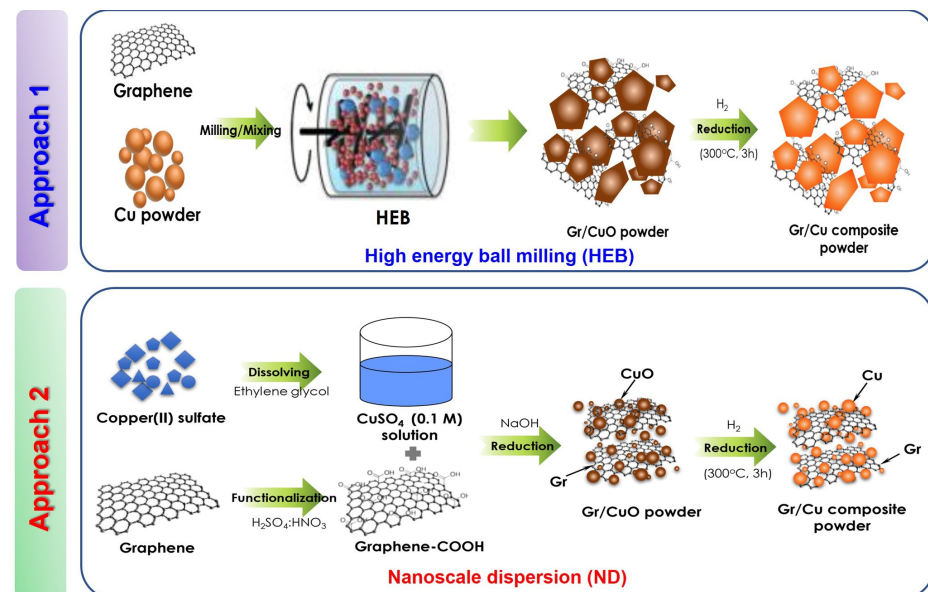 Approach 1
Graphene
Cu powder
Milling/Mixing
HEB
Gr/CuO powder
H₂
Reduction
(300°C, 3h)
Gr/Cu composite
powder
High energy ball milling (HEB)
Approach 2
Copper(II) sulfate
Dissolving
Ethylene glycol
CuSO₄ (0.1 M)
solution
Graphene
Functionalization
H₂SO₄:HNO₃
Graphene-COOH
NaOH
Reduction
CuO
Gr
Gr/CuO powder
H₂
Reduction
(300°C, 3h)
Cu
Gr
Gr/Cu composite
powder
Nanoscale dispersion (ND)